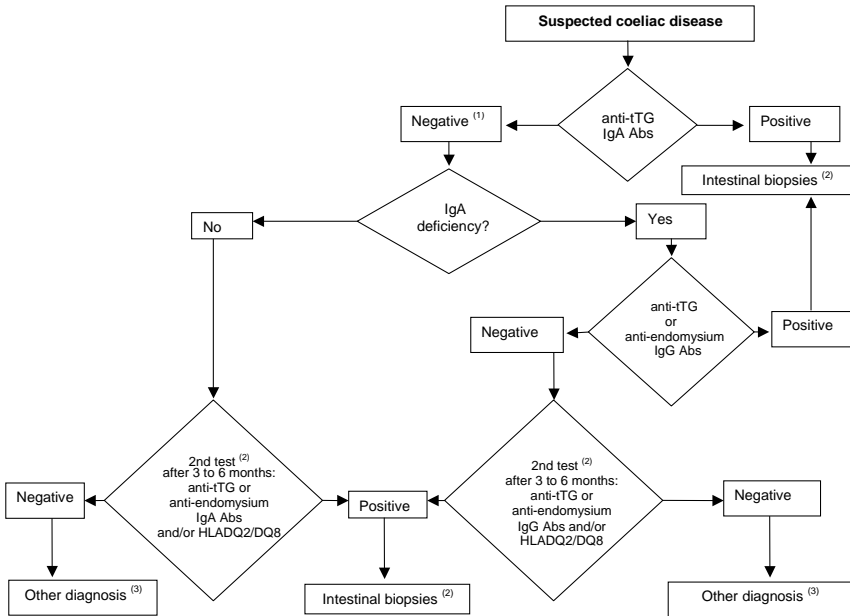 Suspected coeliac disease
anti-tTG
IgA Abs
Negative (1)
Positive
Intestinal biopsies (2)
IgA
deficiency?
No
Yes
anti-tTG
or
anti-endomysium
IgG Abs
Negative
Positive
2nd test (2)
after 3 to 6 months:
anti-tTG or
anti-endomysium
IgA Abs
and/or HLADQ2/DQ8
Negative
Positive
2nd test (2)
after 3 to 6 months:
anti-tTG or
anti-endomysium
IgG Abs and/or
HLADQ2/DQ8
Negative
Other diagnosis (3)
Intestinal biopsies (2)
Other diagnosis (3)